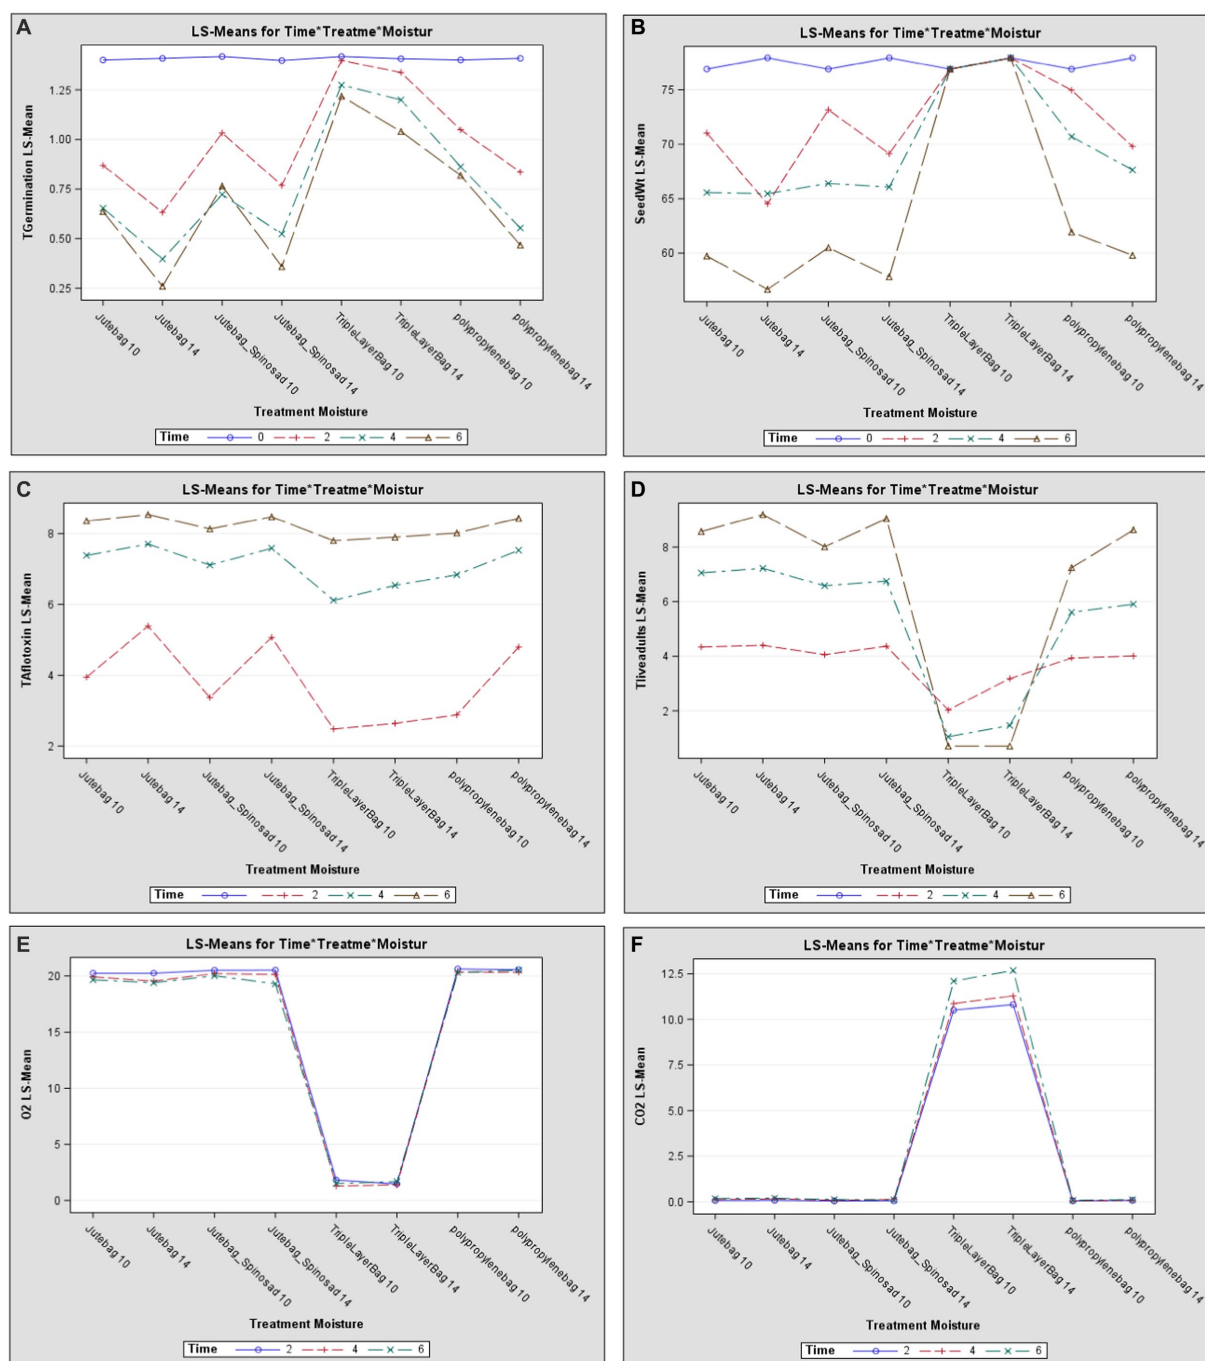 A
LS-Means for Time*Treatme*Moistur
TGermination LS-Mean
1.25
1.00
0.75
0.50
0.25
Jutebag 10
Jutebag 14
Jutebag_Spinosad 10
Jutebag_Spinosad 14
TripleLayerBag 10
TripleLayerBag 14
polypropylenebag 10
polypropylenebag 14
Treatment Moisture
Time 0 2 4 6
B
LS-Means for Time*Treatme*Moistur
SeedWt LS-Mean
75
70
65
60
Jutebag 10
Jutebag 14
Jutebag_Spinosad 10
Jutebag_Spinosad 14
TripleLayerBag 10
TripleLayerBag 14
polypropylenebag 10
polypropylenebag 14
Treatment Moisture
Time 0 2 4 6
C
LS-Means for Time*Treatme*Moistur
TAflotoxin LS-Mean
8
6
4
2
Jutebag 10
Jutebag 14
Jutebag_Spinosad 10
Jutebag_Spinosad 14
TripleLayerBag 10
TripleLayerBag 14
polypropylenebag 10
polypropylenebag 14
Treatment Moisture
Time 2 4 6
D
LS-Means for Time*Treatme*Moistur
Tliveadults LS-Mean
8
6
4
2
Jutebag 10
Jutebag 14
Jutebag_Spinosad 10
Jutebag_Spinosad 14
TripleLayerBag 10
TripleLayerBag 14
polypropylenebag 10
polypropylenebag 14
Treatment Moisture
Time 2 4 6
E
LS-Means for Time*Treatme*Moistur
O2 LS-Mean
20
15
10
5
0
Jutebag 10
Jutebag 14
Jutebag_Spinosad 10
Jutebag_Spinosad 14
TripleLayerBag 10
TripleLayerBag 14
polypropylenebag 10
polypropylenebag 14
Treatment Moisture
Time 2 4 6
F
LS-Means for Time*Treatme*Moistur
CO2 LS-Mean
12.5
10.0
7.5
5.0
2.5
0.0
Jutebag 10
Jutebag 14
Jutebag_Spinosad 10
Jutebag_Spinosad 14
TripleLayerBag 10
TripleLayerBag 14
polypropylenebag 10
polypropylenebag 14
Treatment Moisture
Time 2 4 6